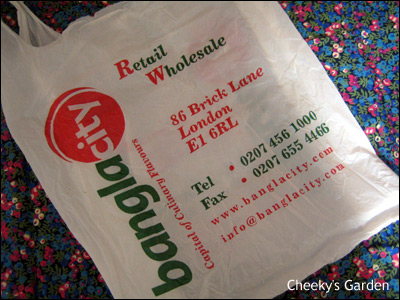 Retail
Wholesale
banglacity
Capital of Culinary Flavours
86 Brick Lane
London
E1 6RL
Tel • 0207 456 1000
Fax • 0207 655 4466
www.banglacity.com
info@banglacity.com
Cheeky's Garden